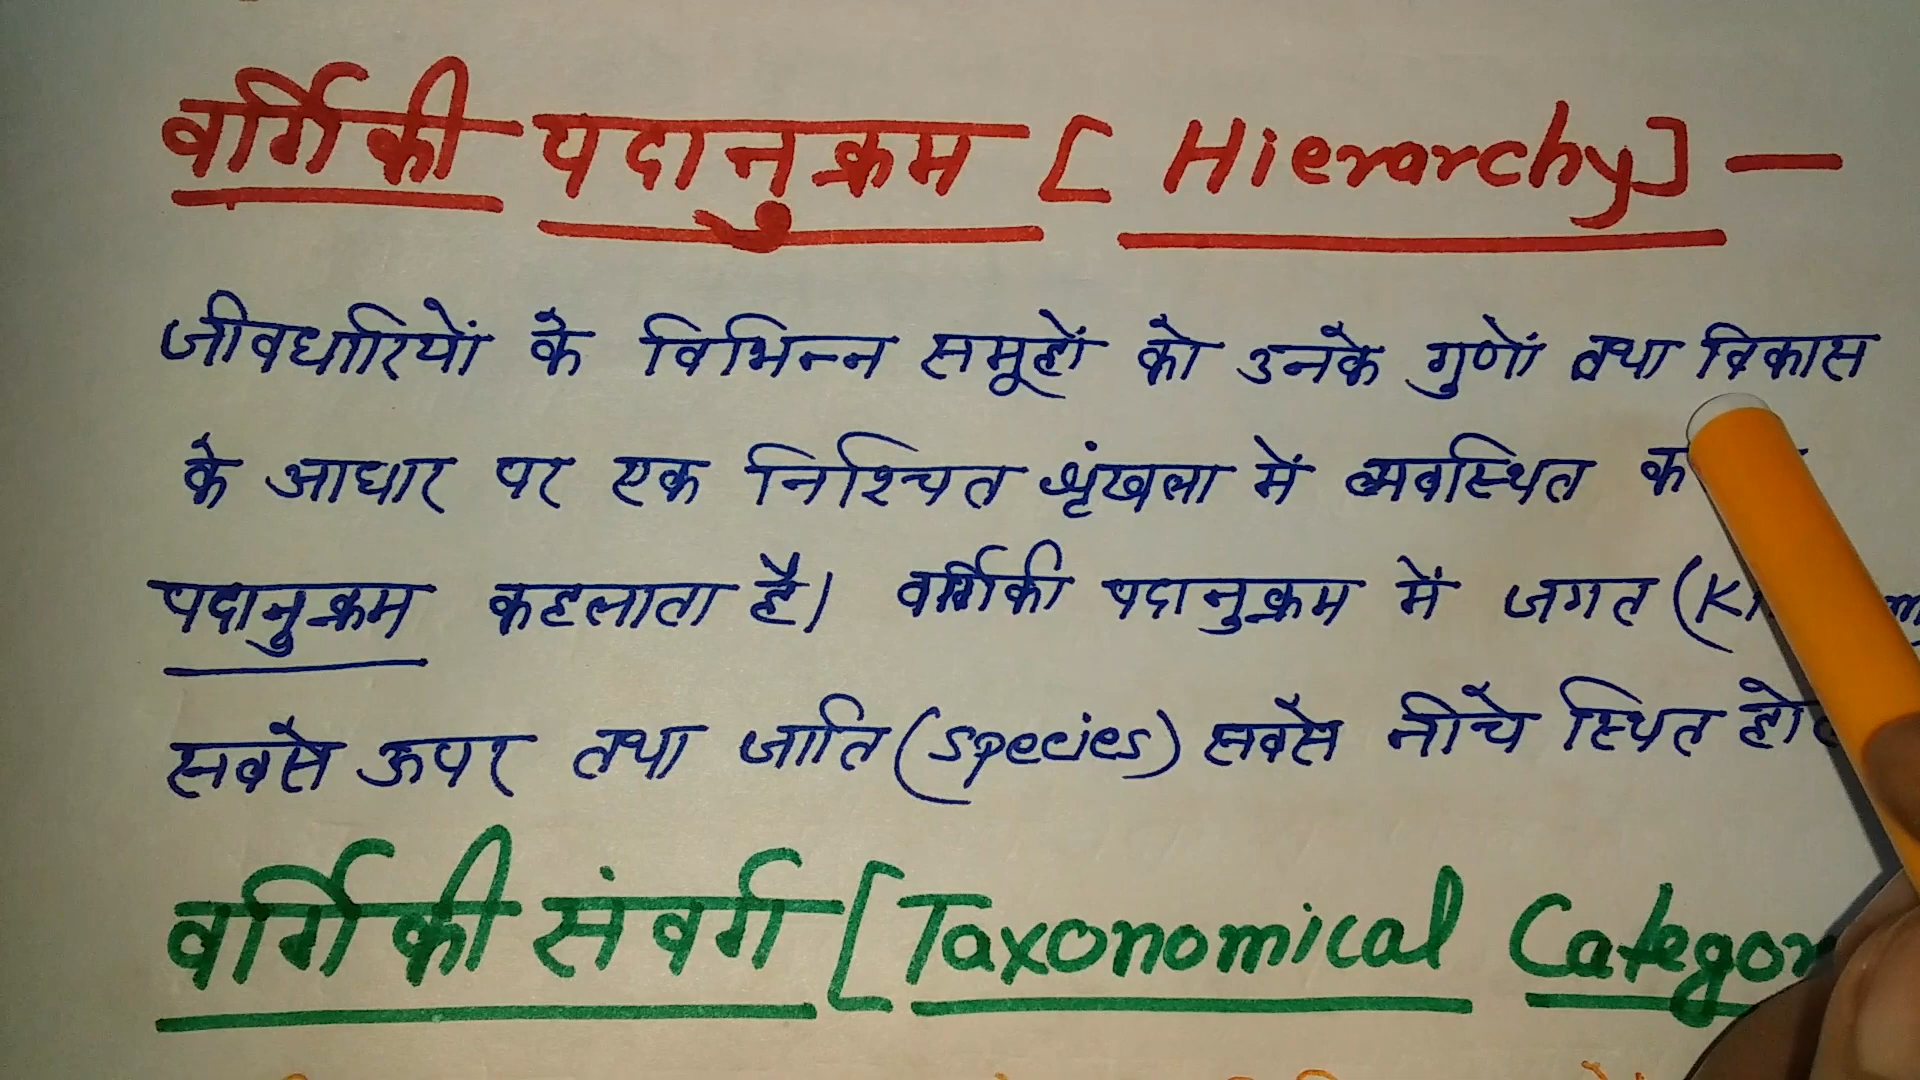 वर्गिकी पदानुक्रम [ Hierarchy] —
जीवधारियों के विभिन्न समूहों को उनके गुणों तथा विकास
के आधार पर एक निश्चित श्रृंखला में व्यवस्थित
पदानुक्रम कहलाता है। वर्गिकी पदानुक्रम में जगत
सबसे ऊपर तथा जाति (species) सबसे नीचे स्थित
वर्गिकी संवर्ग [Taxonomical